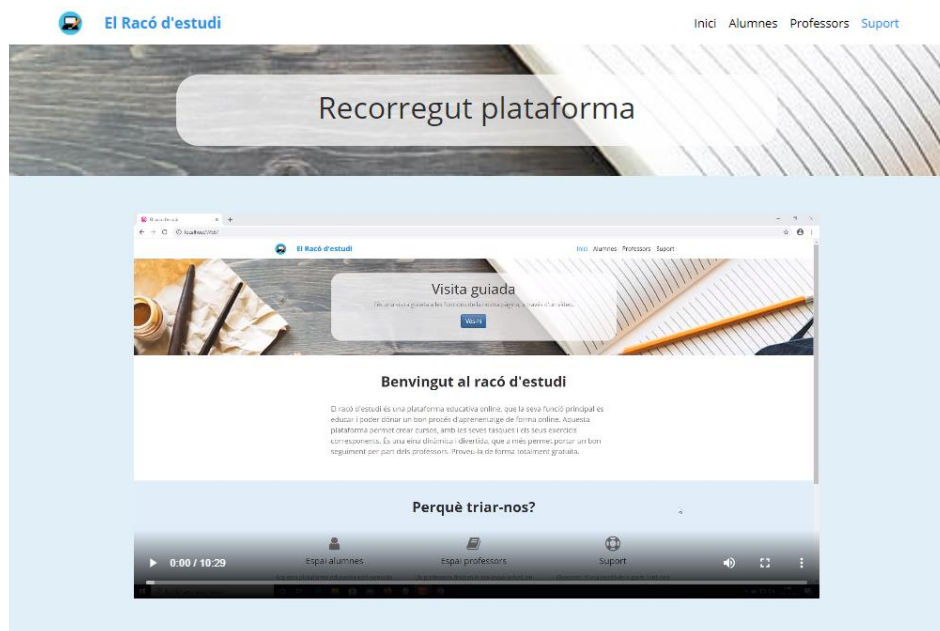 El Racó d'estudi
Inici Alumnes Professors Suport
Recorregut plataforma
El Racó d'estudi
Inici Alumnes Professors Suport
Visita guiada
Benvingut al racó d'estudi
El racó d'estudi és una plataforma educativa online, que la seva funció principal es
educar i poder donar un bon procés d'aprenentatge de forma online. Aquesta
plataforma permet crear cursos, amb les seves tasques i els seus exercicis
corresponents. És una eina dinàmica i divertida, que a més permet portar un bon
seguiment per part dels professors. Proveu-la de forma totalment gratuïta.
Perquè triar-nos?
Espai alumnes Espai professors Suport
0:00 / 10:29